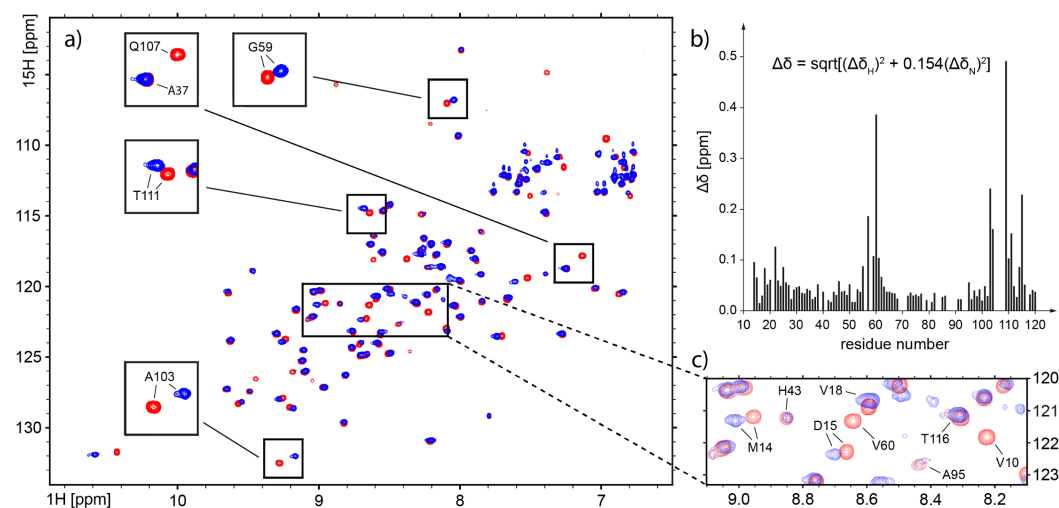 a)
15H [ppm]
Q107
A37
G59
T111
A103
110
115
120
125
130
1H [ppm]
10
9
8
7
b)
Δδ = sqrt[(Δδ_H)² + 0.154(Δδ_N)²]
Δδ [ppm]
0.5
0.4
0.3
0.2
0.1
0.0
10 20 30 40 50 60 70 80 90 100 110 120
residue number
c)
120
121
122
123
V18
H43
M14
D15
V60
T116
A95
V10
9.0 8.8 8.6 8.4 8.2